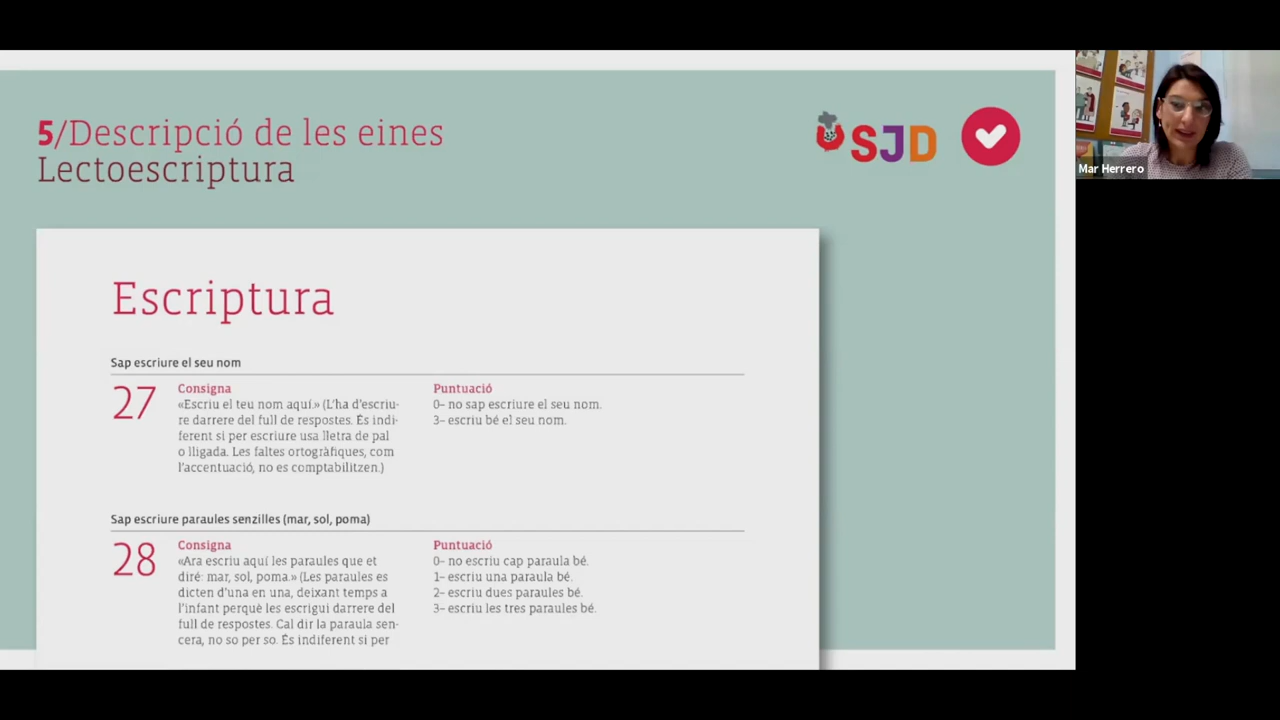 5/Descripció de les eines
Lectoescriptura
SJD
Mar Herrero
Escriptura
Sap escriure el seu nom
27
Consigna
«Escriu el teu nom aquí.» (L'ha d'escriu-
re darrere del full de respostes. És indi-
ferent si per escriure usa lletra de pal
o lligada. Les faltes ortogràfiques, com
l'accentuació, no es comptabilitzen.)
Puntuació
0– no sap escriure el seu nom.
3– escriu bé el seu nom.
Sap escriure paraules senzilles (mar, sol, poma)
28
Consigna
«Ara escriu aquí les paraules que et
diré: mar, sol, poma.» (Les paraules es
dicten d'una en una, deixant temps a
l'infant perquè les escrigui darrere del
full de respostes. Cal dir la paraula sen-
cera, no so per so. És indiferent si per
Puntuació
0– no escriu cap paraula bé.
1– escriu una paraula bé.
2– escriu dues paraules bé.
3– escriu les tres paraules bé.